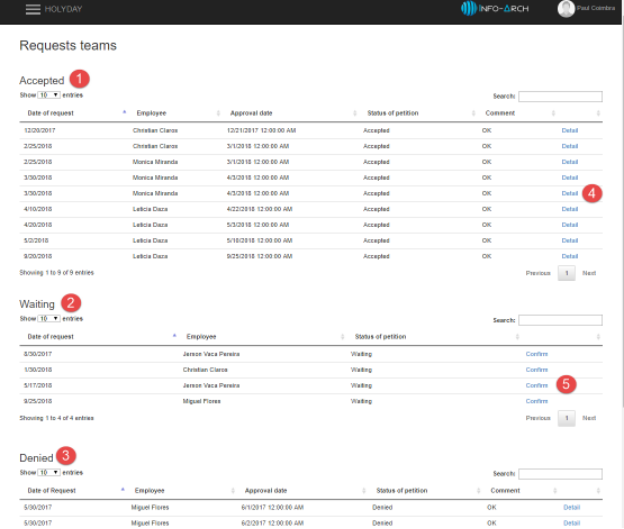 HOLYDAY INFO-ARCH Paul Coimbra
Requests teams
Accepted 1
Show 10 entries Search:
Date of request Employee Approval date Status of petition Comment
12/20/2017 Christian Claros 12/21/2017 12:00:00 AM Accepted OK Detail
2/25/2018 Christian Claros 3/1/2018 12:00:00 AM Accepted OK Detail
2/25/2018 Monica Miranda 3/1/2018 12:00:00 AM Accepted OK Detail
3/30/2018 Monica Miranda 4/3/2018 12:00:00 AM Accepted OK Detail
3/30/2018 Monica Miranda 4/3/2018 12:00:00 AM Accepted OK Detail 4
4/10/2018 Leticia Daza 4/22/2018 12:00:00 AM Accepted OK Detail
4/20/2018 Leticia Daza 5/3/2018 12:00:00 AM Accepted OK Detail
5/2/2018 Leticia Daza 5/18/2018 12:00:00 AM Accepted OK Detail
9/20/2018 Leticia Daza 9/25/2018 12:00:00 AM Accepted OK Detail
Showing 1 to 9 of 9 entries Previous 1 Next
Waiting 2
Show 10 entries Search:
Date of request Employee Status of petition
8/30/2017 Jerson Vaca Pereira Waiting Confirm
1/30/2018 Christian Claros Waiting Confirm
5/17/2018 Jerson Vaca Pereira Waiting Confirm 5
9/25/2018 Miguel Flores Waiting Confirm
Showing 1 to 4 of 4 entries Previous 1 Next
Denied 3
Show 10 entries Search:
Date of Request Employee Approval date Status of petition Comment
5/30/2017 Miguel Flores 6/1/2017 12:00:00 AM Denied OK Detail
5/30/2017 Miguel Flores 6/2/2017 12:00:00 AM Denied OK Detail